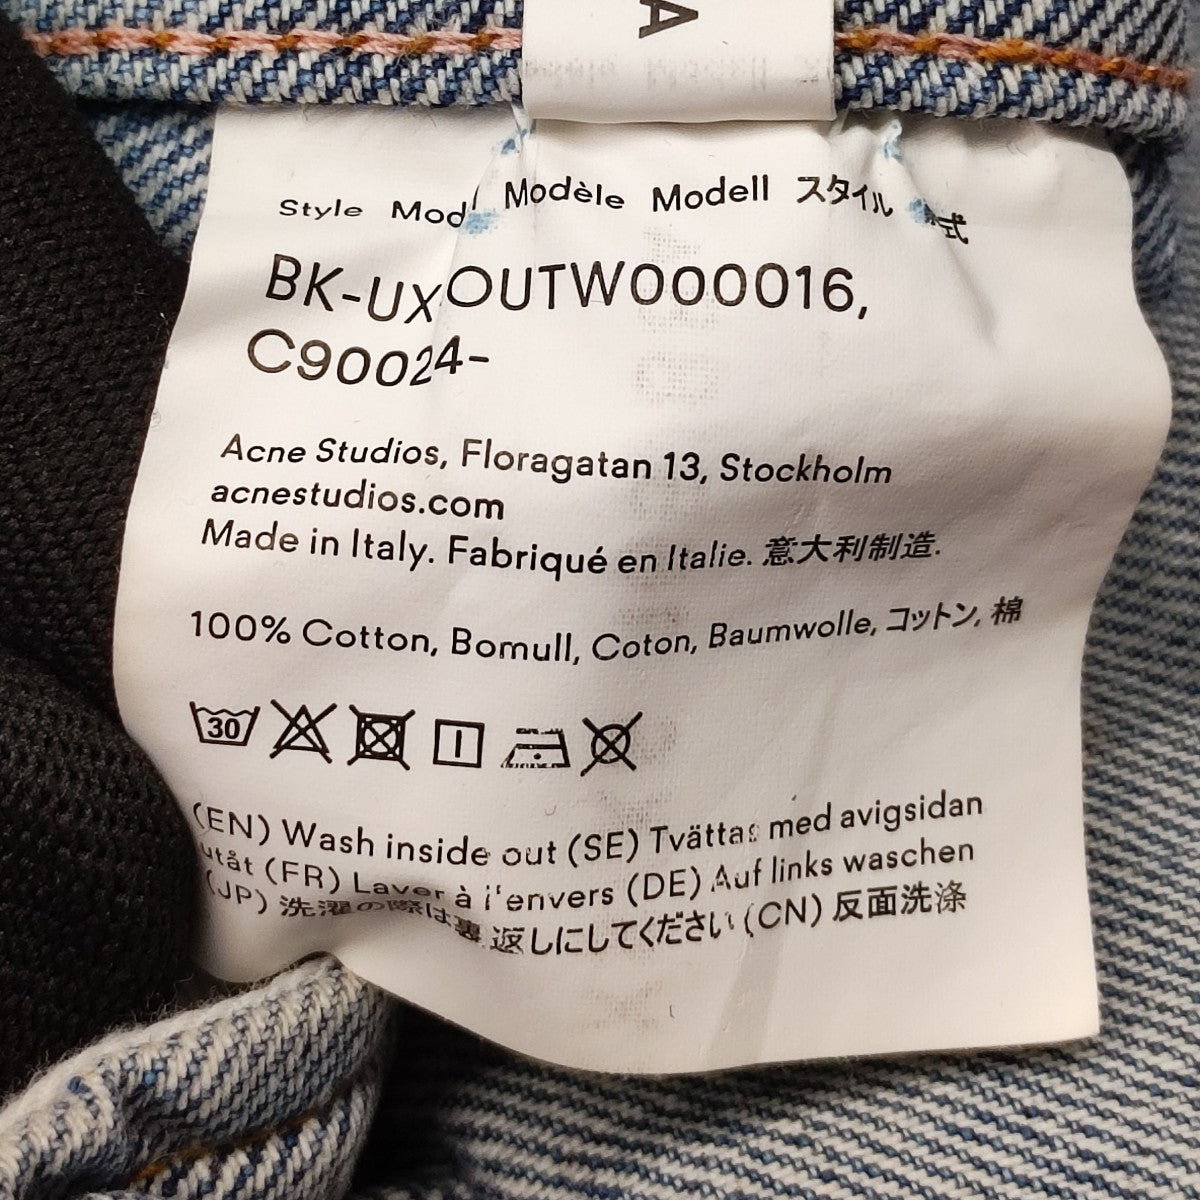 A
Style Modèle Modell スタイル
BK-UXOUTW000016,
C90024-
Acne Studios, Floragatan 13, Stockholm
acnestudios.com
Made in Italy. Fabriqué en Italie. 意大利制造.
100% Cotton, Bomull, Coton, Baumwolle, コットン, 棉
30
(EN) Wash inside out (SE) Tvättas med avigsidan
utåt (FR) Laver à l'envers (DE) Auf links waschen
(JP) 洗濯の際は裏返しにしてください (CN) 反面洗涤